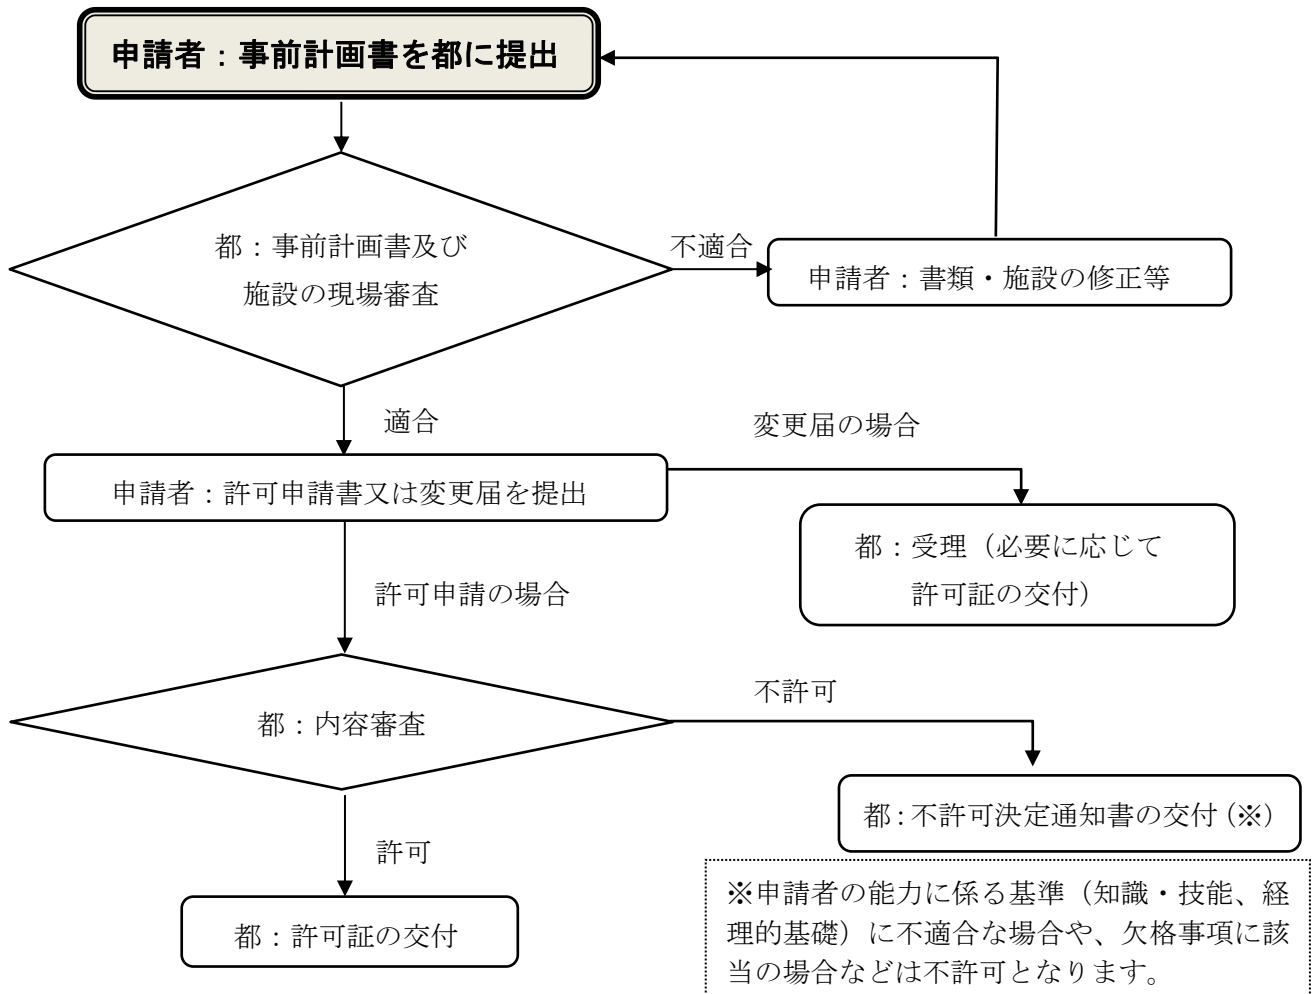 申請者：事前計画書を都に提出
都：事前計画書及び
施設の現場審査
不適合
申請者：書類・施設の修正等
適合
変更届の場合
申請者：許可申請書又は変更届を提出
都：受理（必要に応じて
許可証の交付）
許可申請の場合
不許可
都：内容審査
都：不許可決定通知書の交付（※）
許可
※申請者の能力に係る基準（知識・技能、経
理的基礎）に不適合な場合や、欠格事項に該
当の場合などは不許可となります。
都：許可証の交付